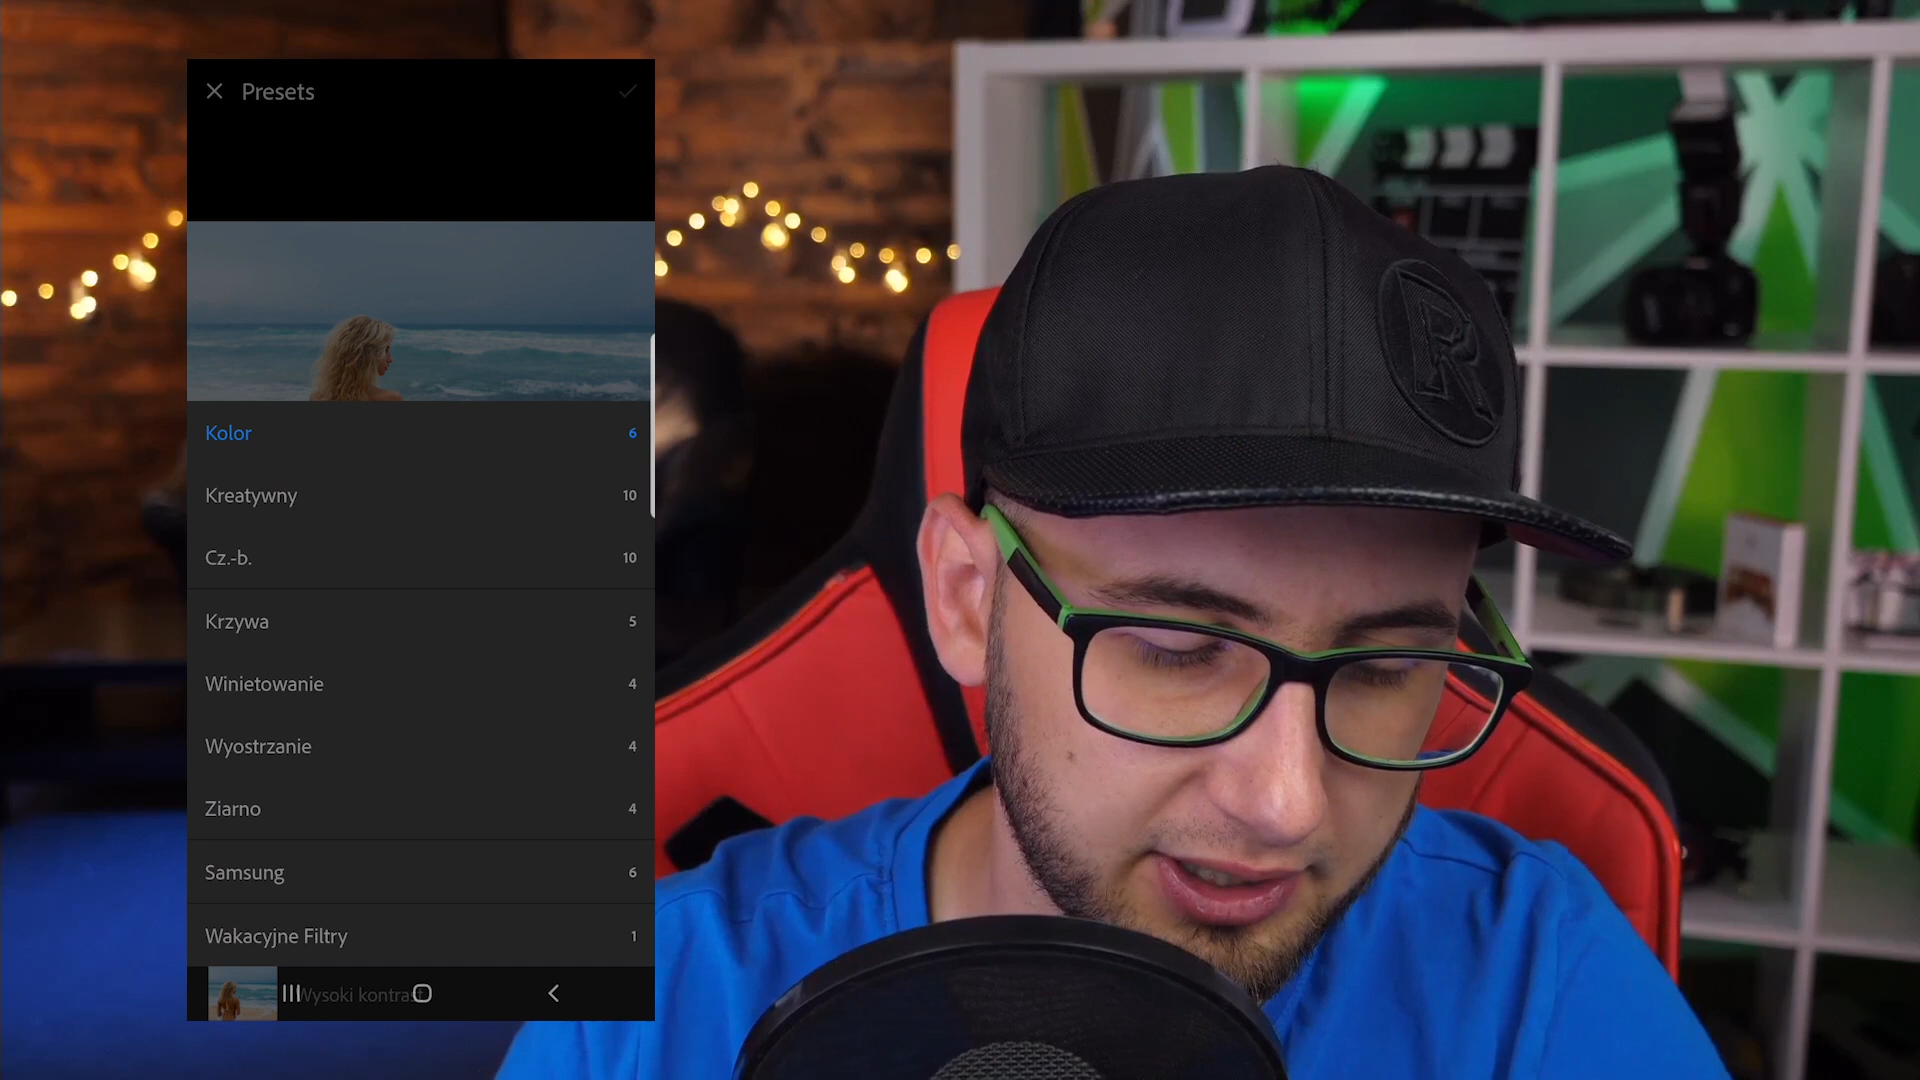 Presets
Kolor 6
Kreatywny 10
Cz.-b. 10
Krzywa 5
Winietowanie 4
Wyostrzanie 4
Ziarno 4
Samsung 6
Wakacyjne Filtry 1
Wysoki kontrast
R